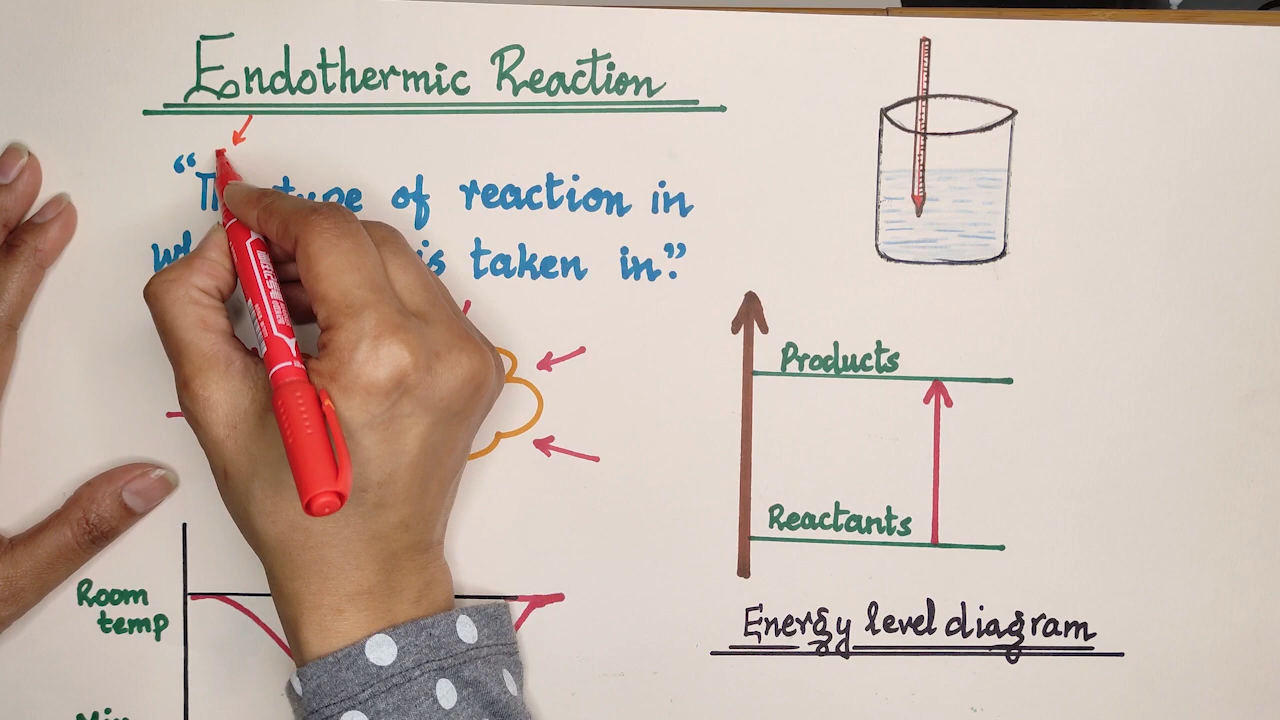 Endothermic Reaction
“ type of reaction in
is taken in.”
Products
Reactants
Room
temp
Energy level diagram